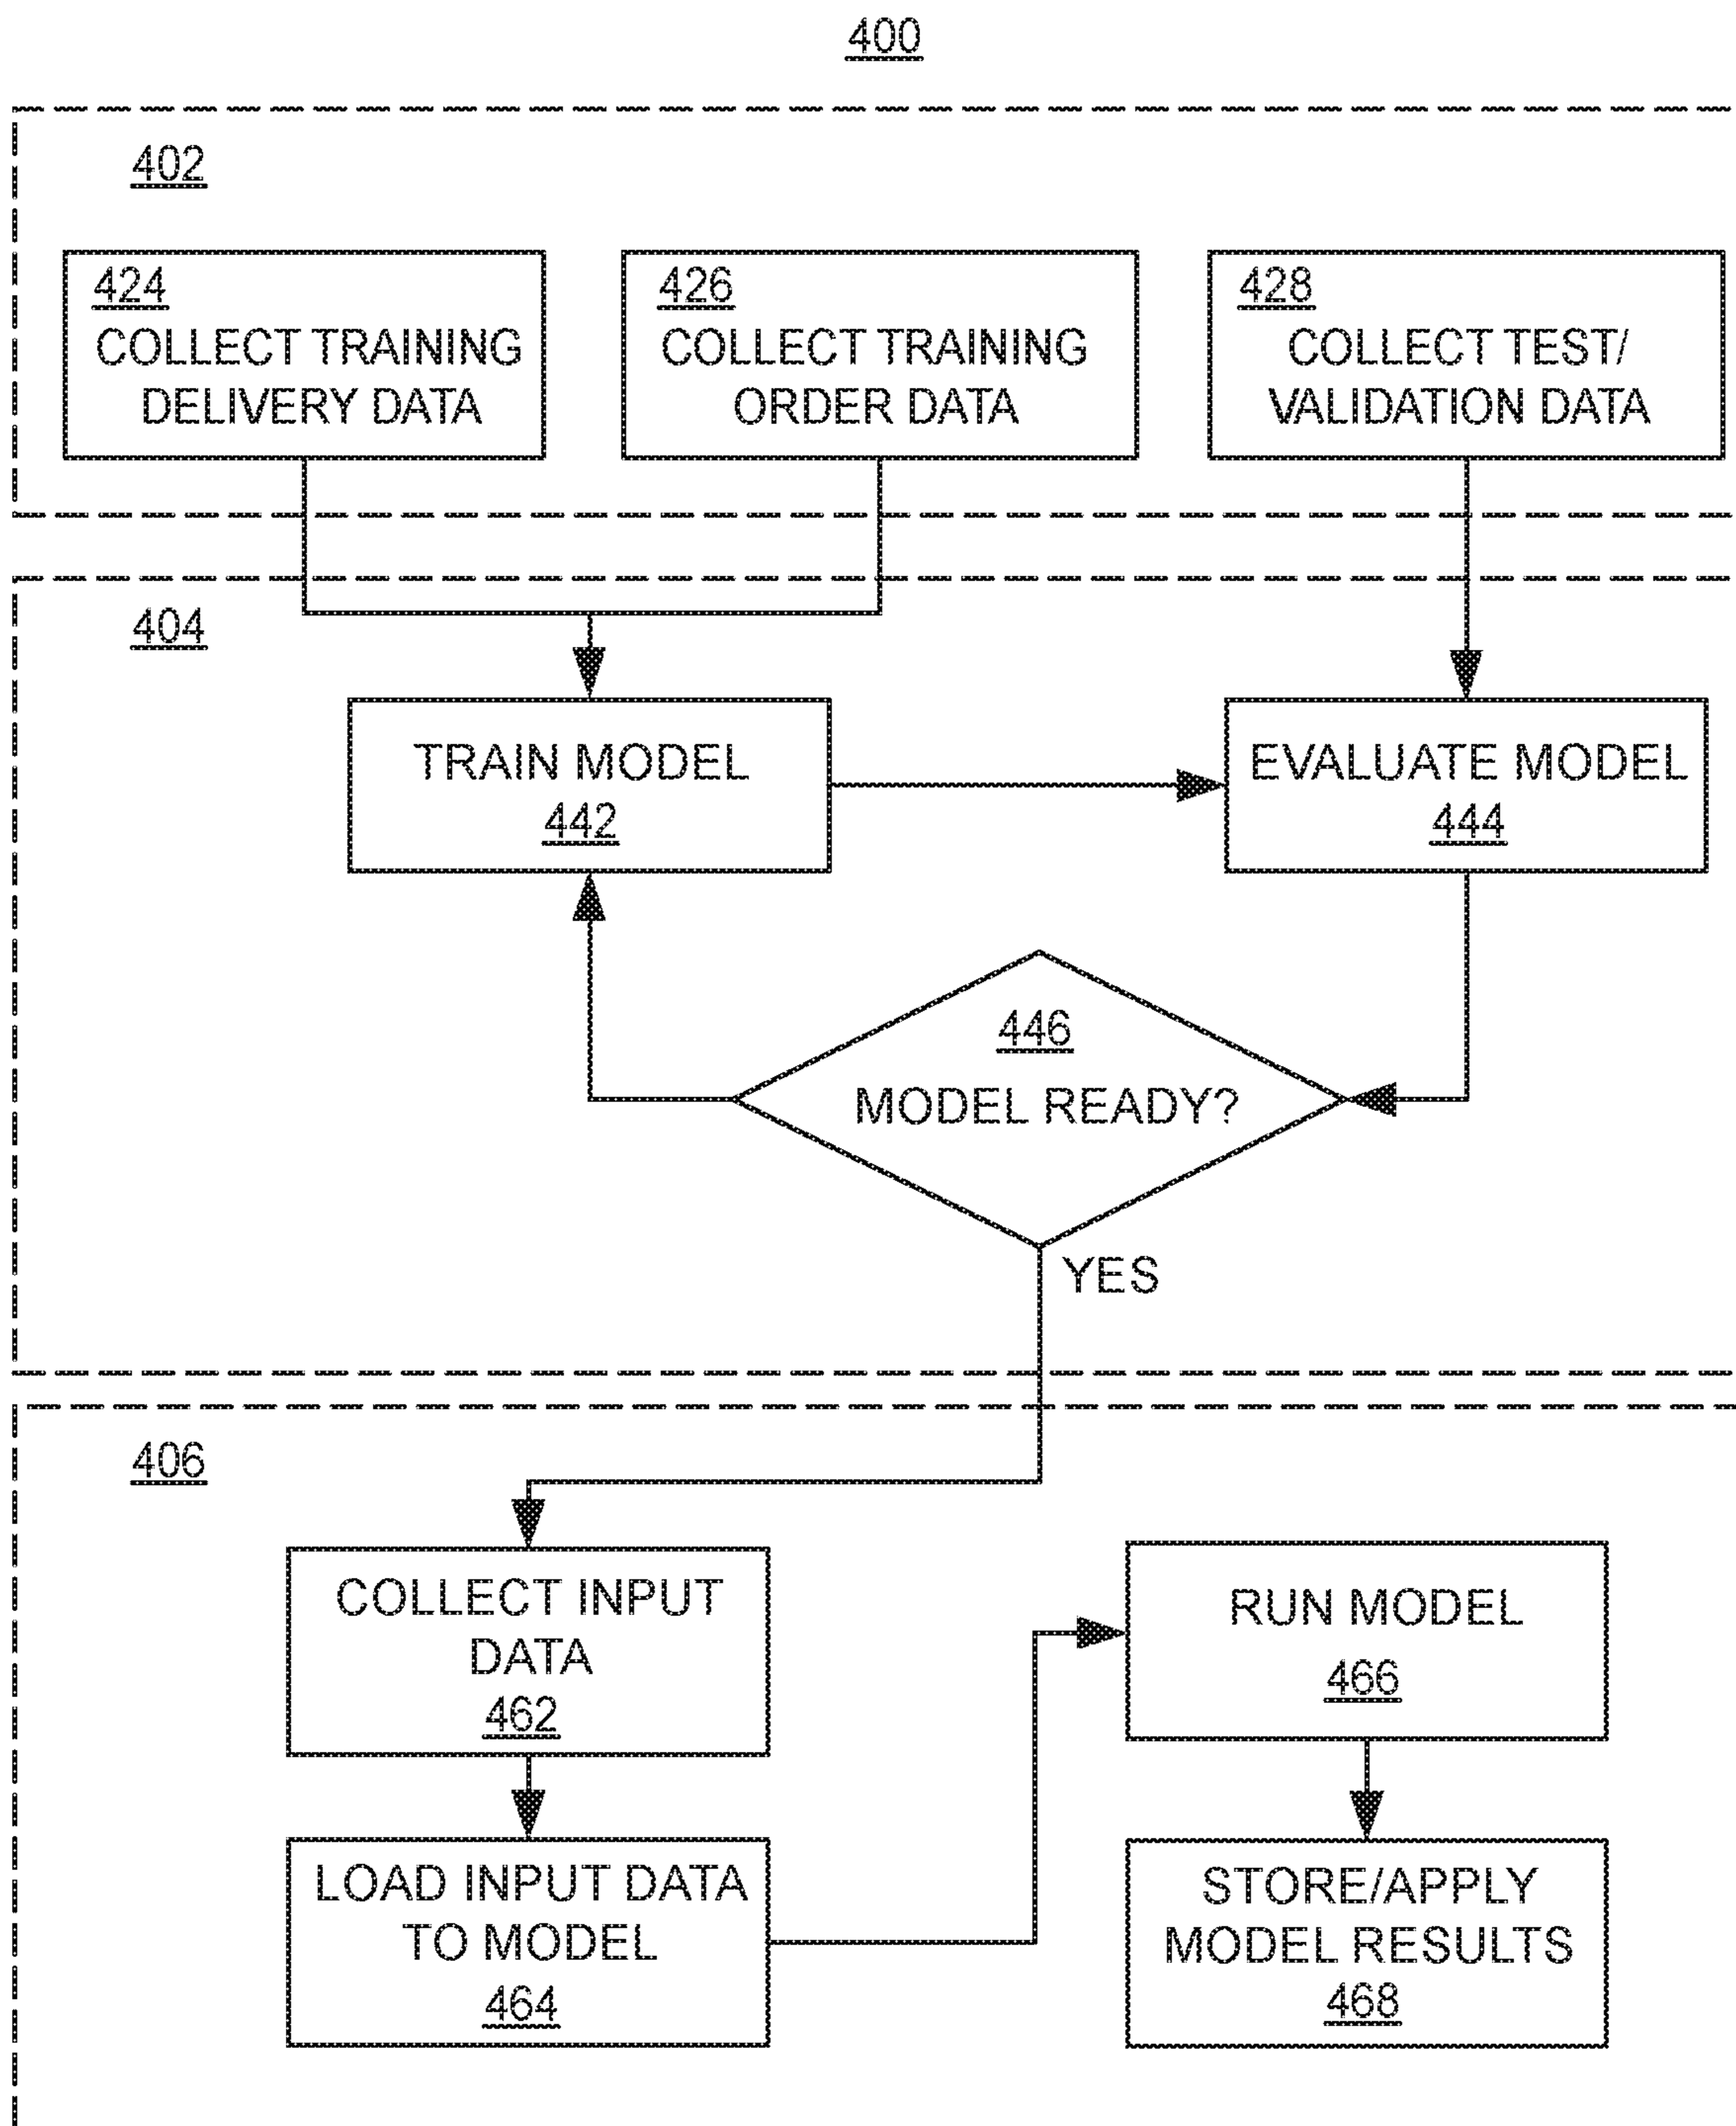 400
402
424
COLLECT TRAINING
DELIVERY DATA
426
COLLECT TRAINING
ORDER DATA
428
COLLECT TEST/
VALIDATION DATA
404
TRAIN MODEL
442
EVALUATE MODEL
444
446
MODEL READY?
YES
406
COLLECT INPUT
DATA
462
LOAD INPUT DATA
TO MODEL
464
RUN MODEL
466
STORE/APPLY
MODEL RESULTS
468